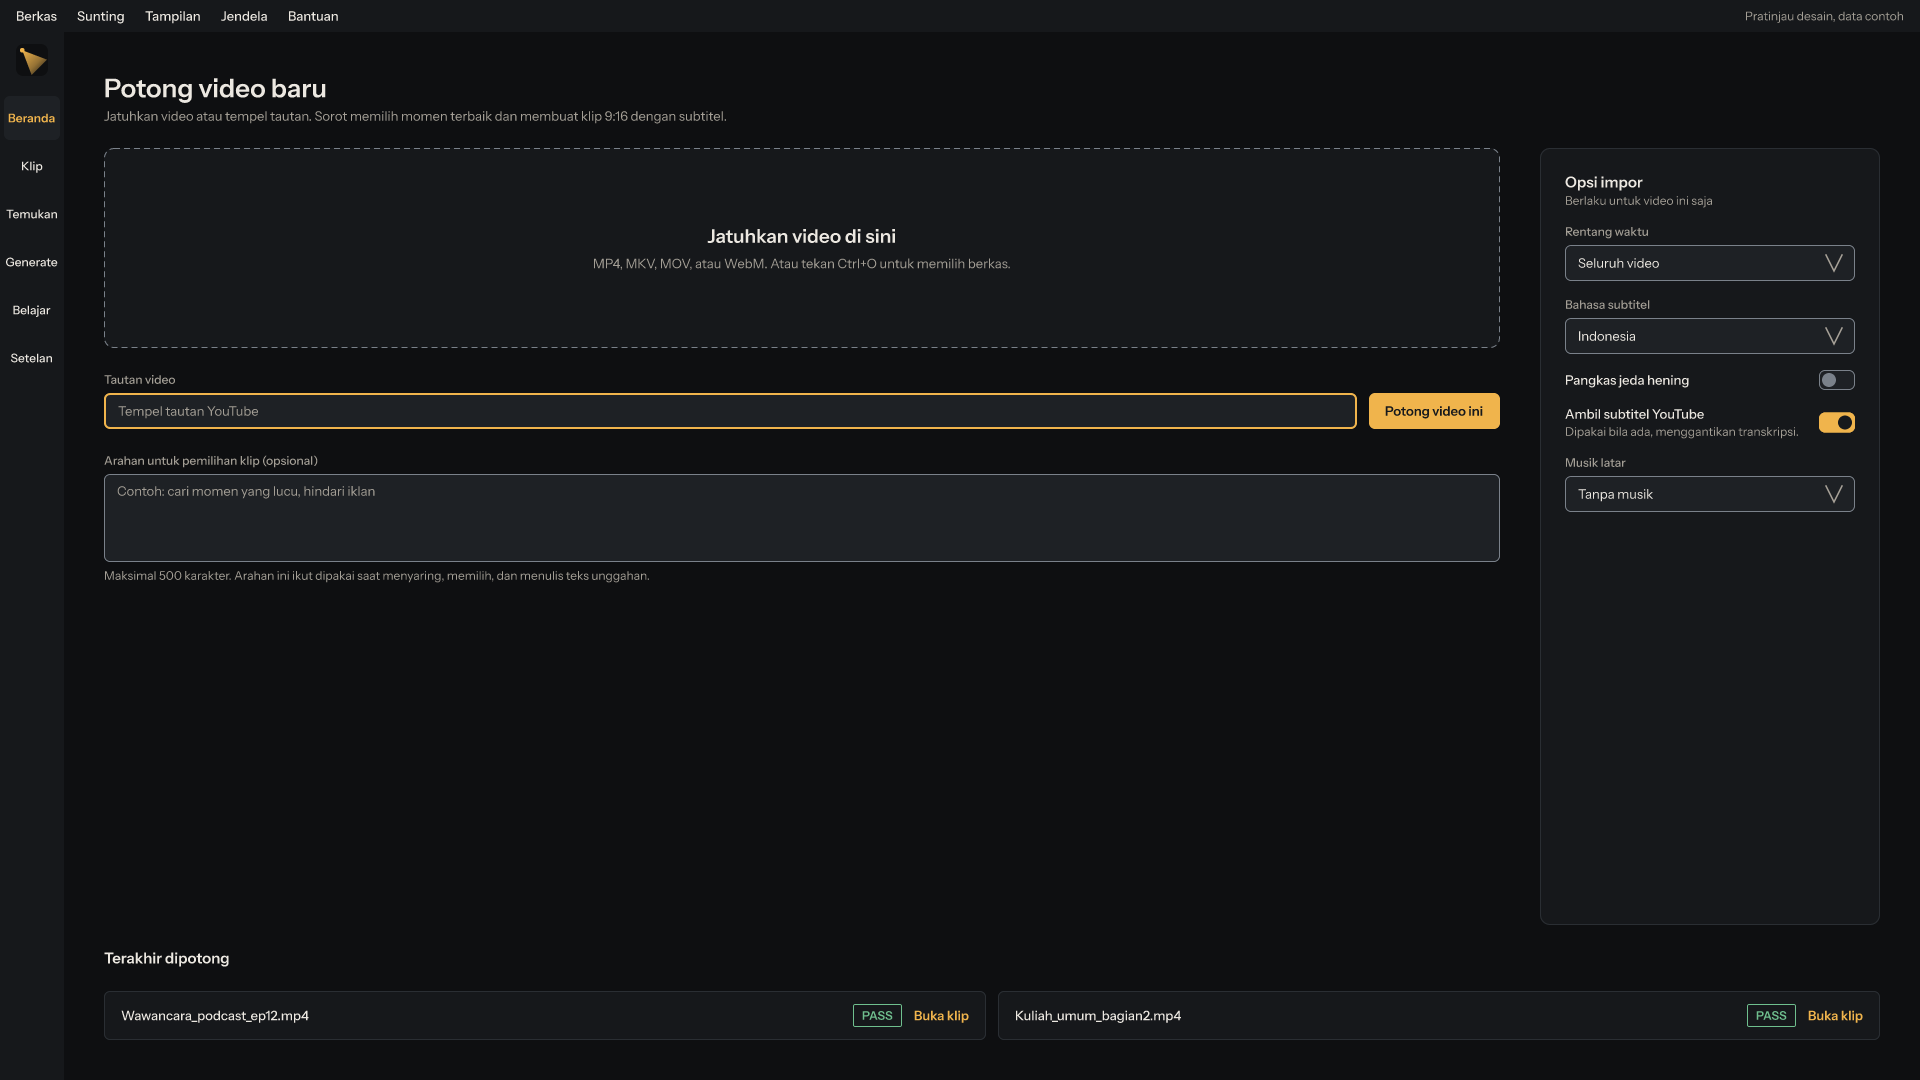 Berkas Sunting Tampilan Jendela Bantuan
Pratinjau desain, data contoh
Beranda
Klip
Temukan
Generate
Belajar
Setelan
Potong video baru
Jatuhkan video atau tempel tautan. Sorot memilih momen terbaik dan membuat klip 9:16 dengan subtitel.
Jatuhkan video di sini
MP4, MKV, MOV, atau WebM. Atau tekan Ctrl+O untuk memilih berkas.
Tautan video
Tempel tautan YouTube
Potong video ini
Arahan untuk pemilihan klip (opsional)
Contoh: cari momen yang lucu, hindari iklan
Maksimal 500 karakter. Arahan ini ikut dipakai saat menyaring, memilih, dan menulis teks unggahan.
Opsi impor
Berlaku untuk video ini saja
Rentang waktu
Seluruh video
Bahasa subtitel
Indonesia
Pangkas jeda hening
Ambil subtitel YouTube
Dipakai bila ada, menggantikan transkripsi.
Musik latar
Tanpa musik
Terakhir dipotong
Wawancara_podcast_ep12.mp4 PASS Buka klip
Kuliah_umum_bagian2.mp4 PASS Buka klip